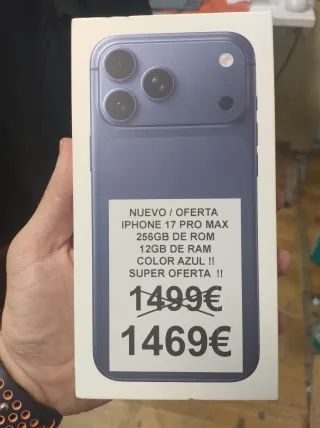 NUEVO / OFERTA
IPHONE 17 PRO MAX
256GB DE ROM
12GB DE RAM
COLOR AZUL !!
SUPER OFERTA !!
1499€
1469€